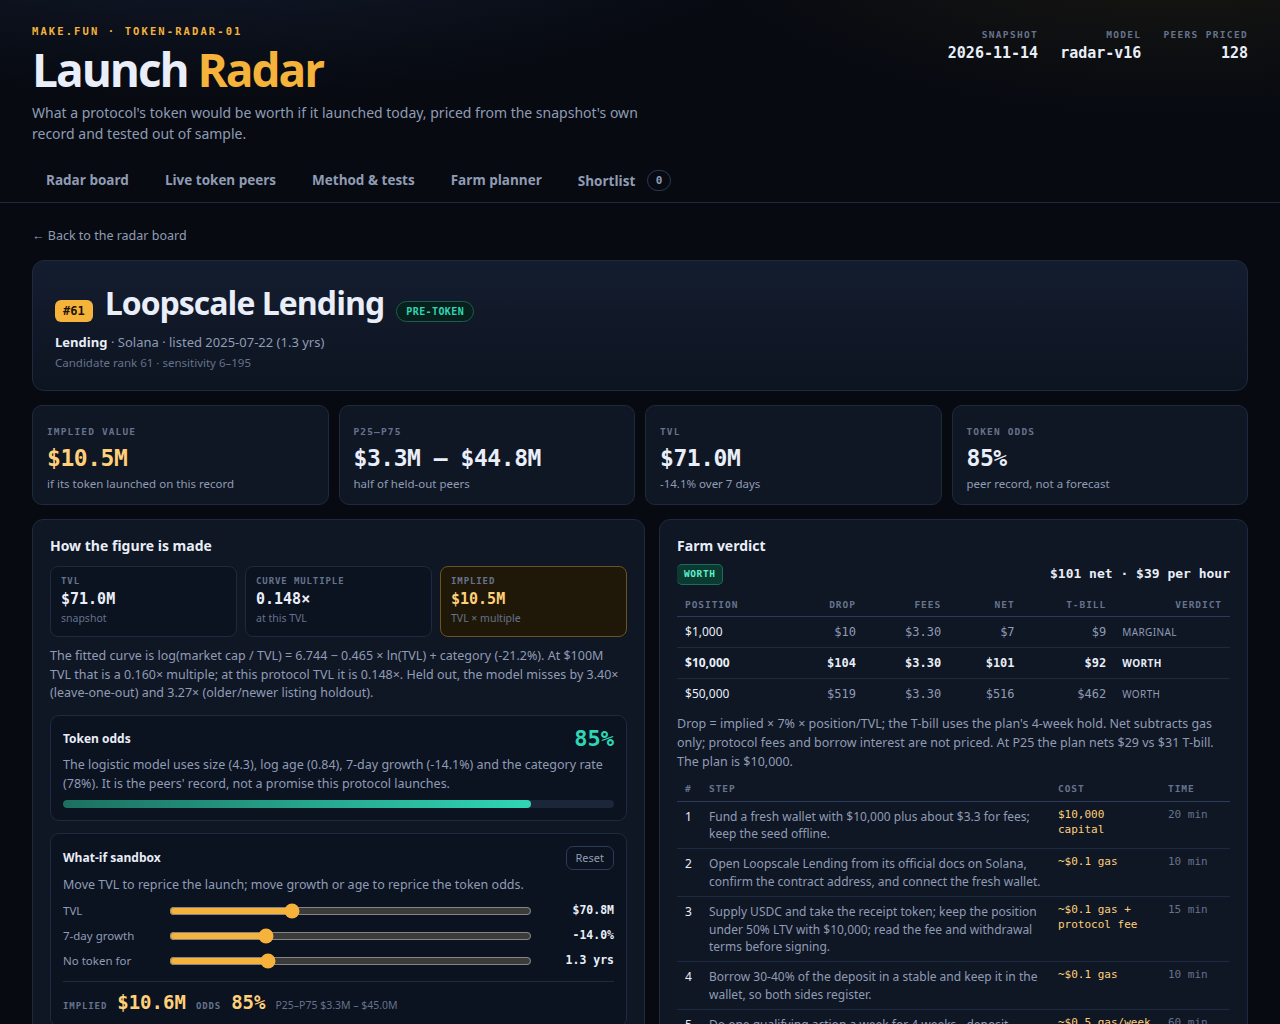 MAKE.FUN · TOKEN-RADAR-01
Launch Radar
What a protocol's token would be worth if it launched today, priced from the snapshot's own
record and tested out of sample.
SNAPSHOT
2026-11-14
MODEL
radar-v16
PEERS PRICED
128
Radar board
Live token peers
Method & tests
Farm planner
Shortlist 0
← Back to the radar board
#61 Loopscale Lending PRE-TOKEN
Lending · Solana · listed 2025-07-22 (1.3 yrs)
Candidate rank 61 · sensitivity 6–195
IMPLIED VALUE
$10.5M
if its token launched on this record
P25–P75
$3.3M — $44.8M
half of held-out peers
TVL
$71.0M
-14.1% over 7 days
TOKEN ODDS
85%
peer record, not a forecast
How the figure is made
TVL
$71.0M
snapshot
CURVE MULTIPLE
0.148×
at this TVL
IMPLIED
$10.5M
TVL × multiple
The fitted curve is log(market cap / TVL) = 6.744 − 0.465 × ln(TVL) + category (-21.2%). At $100M
TVL that is a 0.160× multiple; at this protocol TVL it is 0.148×. Held out, the model misses by 3.40×
(leave-one-out) and 3.27× (older/newer listing holdout).
Token odds 85%
The logistic model uses size (4.3), log age (0.84), 7-day growth (-14.1%) and the category rate
(78%). It is the peers' record, not a promise this protocol launches.
What-if sandbox Reset
Move TVL to reprice the launch; move growth or age to reprice the token odds.
TVL $70.8M
7-day growth -14.0%
No token for 1.3 yrs
IMPLIED $10.6M ODDS 85% P25–P75 $3.3M – $45.0M
Farm verdict
WORTH $101 net · $39 per hour
POSITION DROP FEES NET T-BILL VERDICT
$1,000 $10 $3.30 $7 $9 MARGINAL
$10,000 $104 $3.30 $101 $92 WORTH
$50,000 $519 $3.30 $516 $462 WORTH
Drop = implied × 7% × position/TVL; the T-bill uses the plan's 4-week hold. Net subtracts gas
only; protocol fees and borrow interest are not priced. At P25 the plan nets $29 vs $31 T-bill.
The plan is $10,000.
# STEP COST TIME
1 Fund a fresh wallet with $10,000 plus about $3.3 for fees; $10,000 20 min
keep the seed offline. capital
2 Open Loopscale Lending from its official docs on Solana, ~$0.1 gas 10 min
confirm the contract address, and connect the fresh wallet.
3 Supply USDC and take the receipt token; keep the position ~$0.1 gas + 15 min
under 50% LTV with $10,000; read the fee and withdrawal protocol fee
terms before signing.
4 Borrow 30-40% of the deposit in a stable and keep it in the ~$0.1 gas 10 min
wallet, so both sides register.
5 Do one qualifying action a week for 4 weeks - deposit, ~$0.5 gas/week 60 min